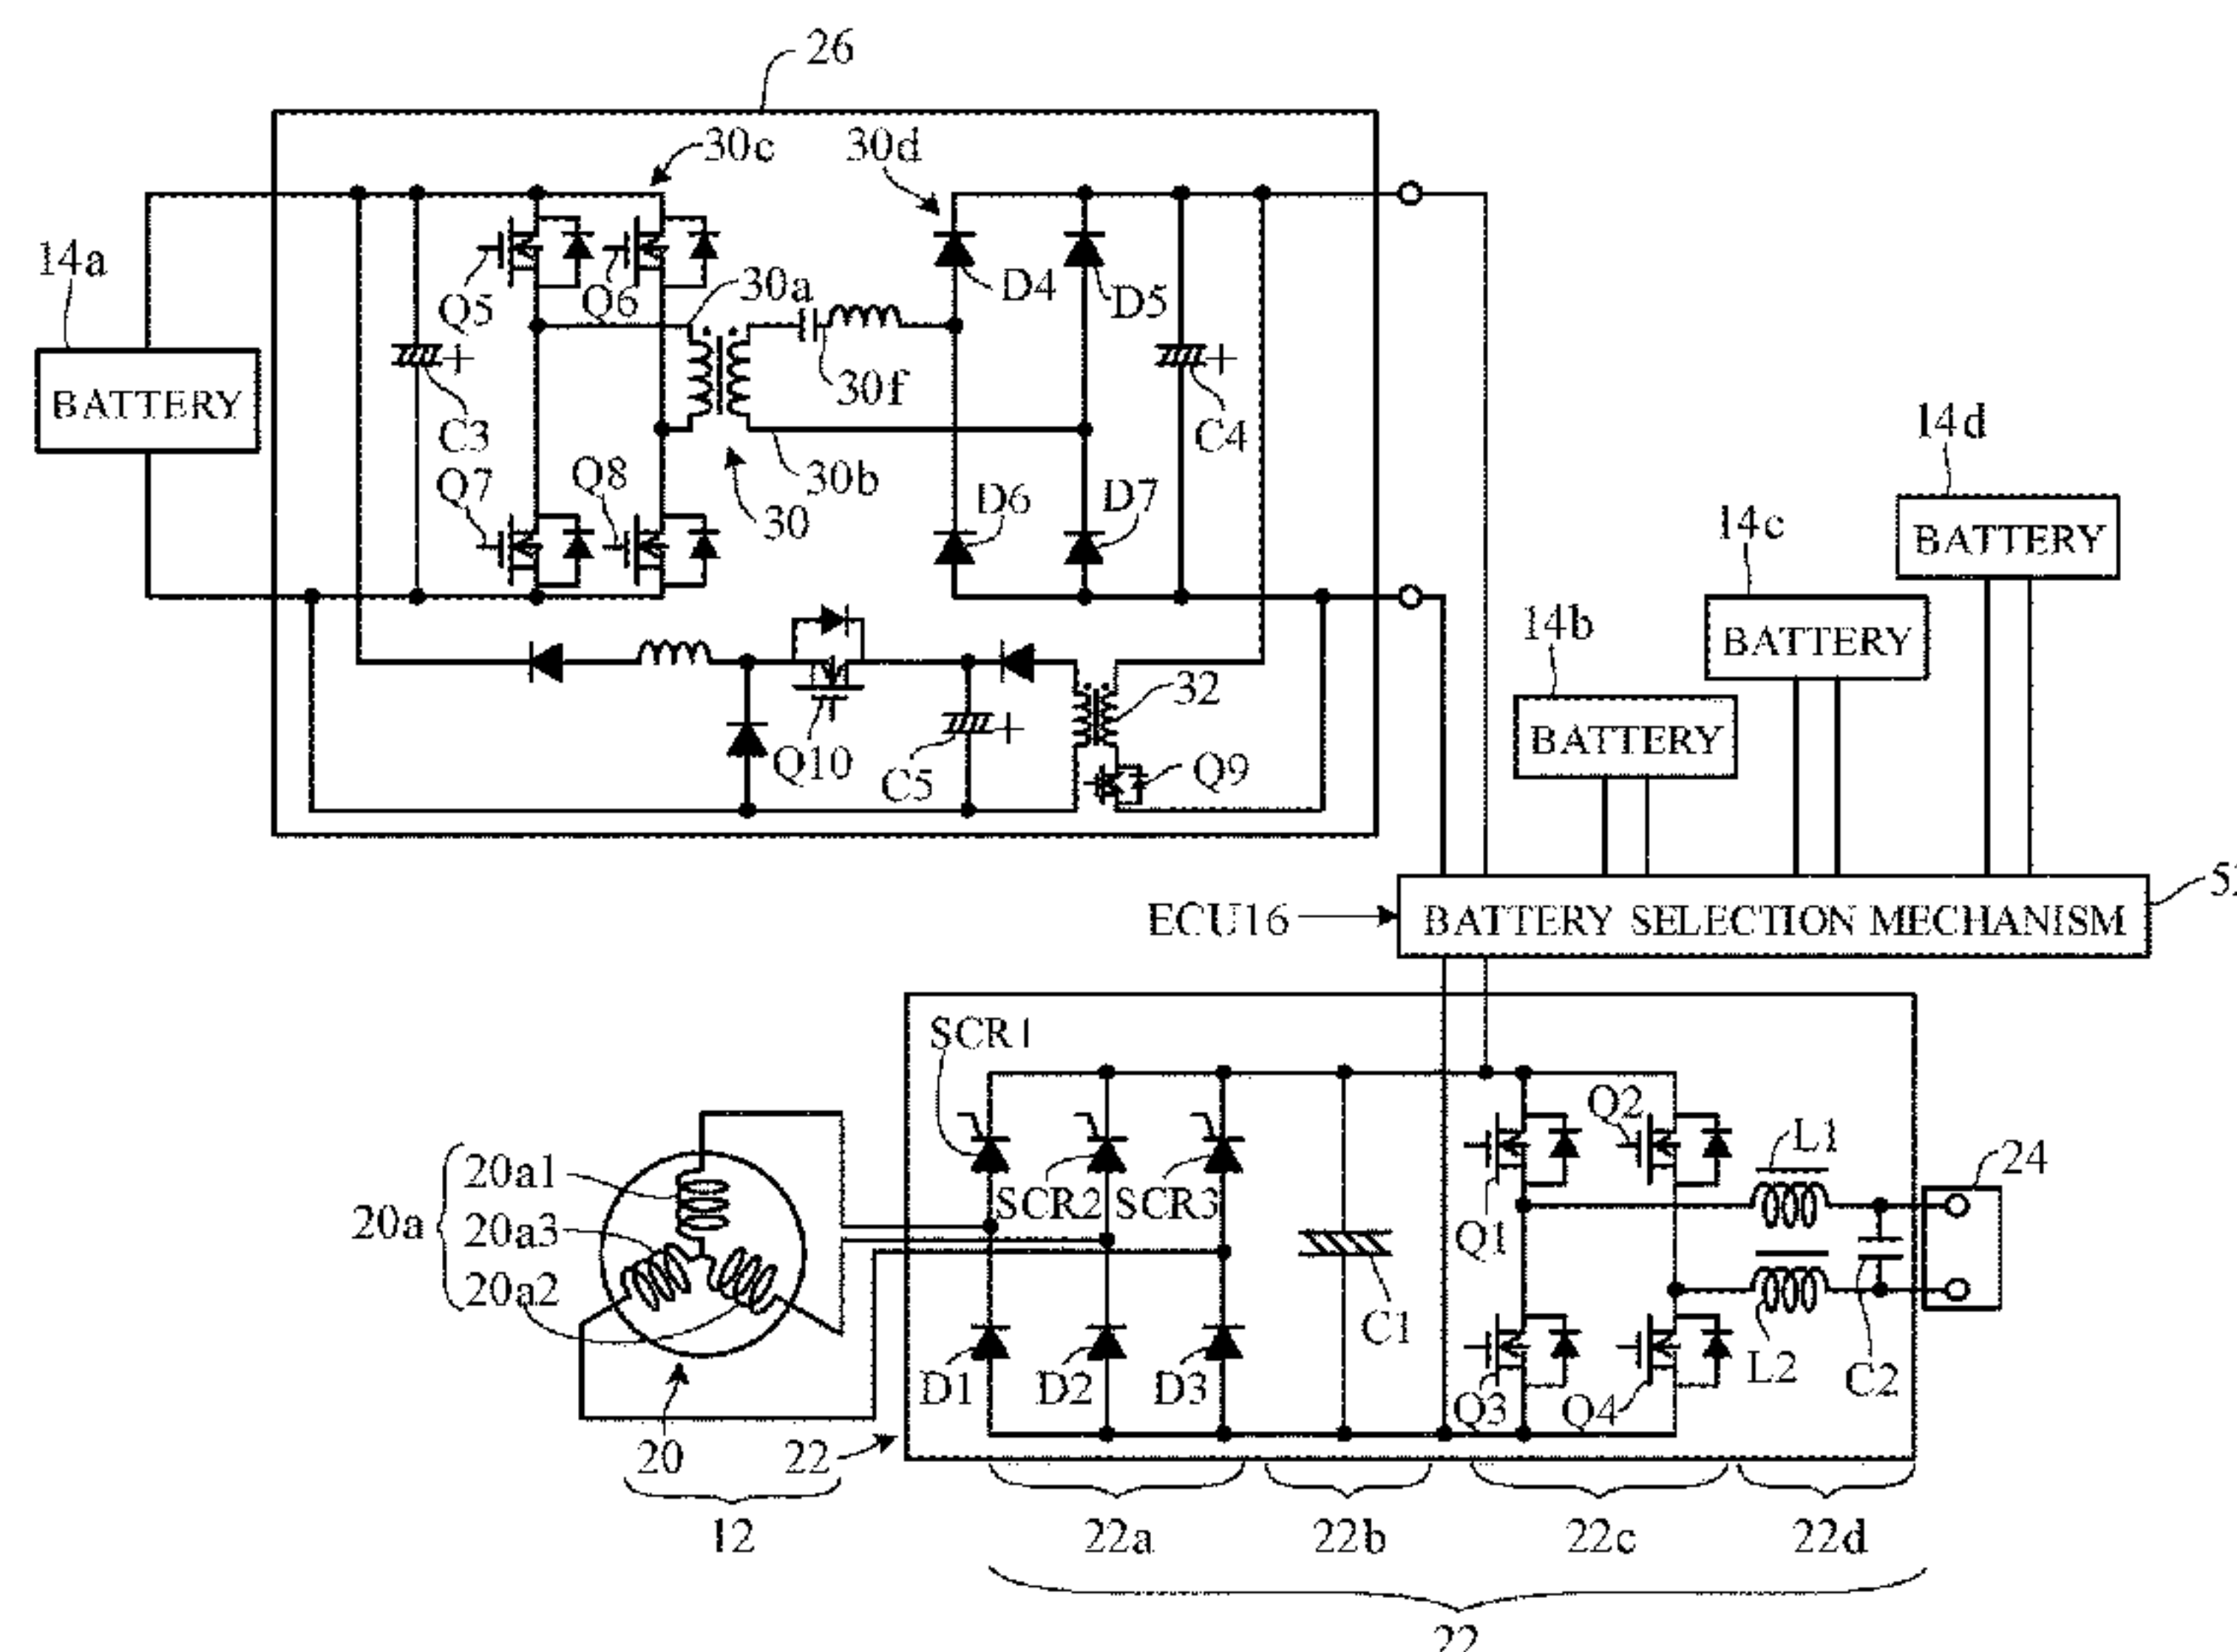 26
30c
30d
14a
Q5
Q6
30a
D4
D5
BATTERY
C3
30f
C4
14d
Q7
Q8
30b
30
D6
D7
14c
BATTERY
14b
BATTERY
32
BATTERY
Q10
C5
Q9
ECU16
BATTERY SELECTION MECHANISM
SCR1
Q2
L1
24
20a
20a1
20a3
20a2
SCR2
SCR3
Q1
C1
D1
D2
D3
Q3
Q4
L2
C2
20
22
12
22a
22b
22c
22d
22